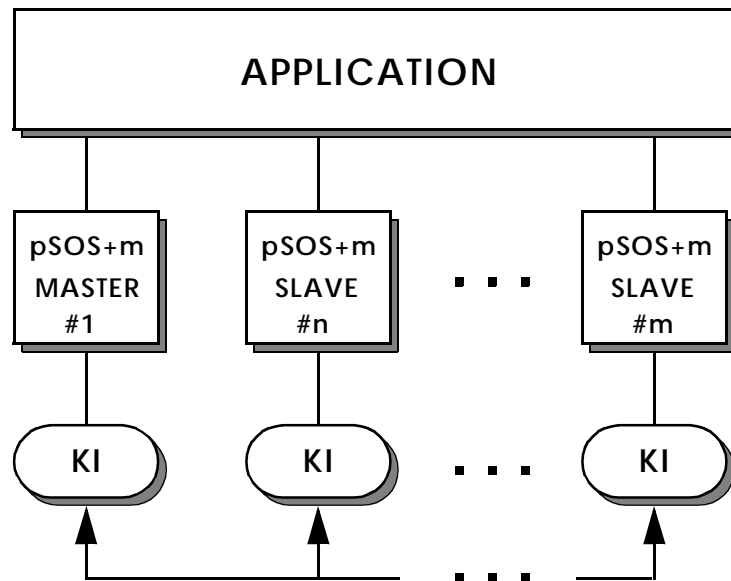 APPLICATION
pSOS+m
MASTER
#1
pSOS+m
SLAVE
#n
. . .
pSOS+m
SLAVE
#m
KI
KI
. . .
KI
. . .